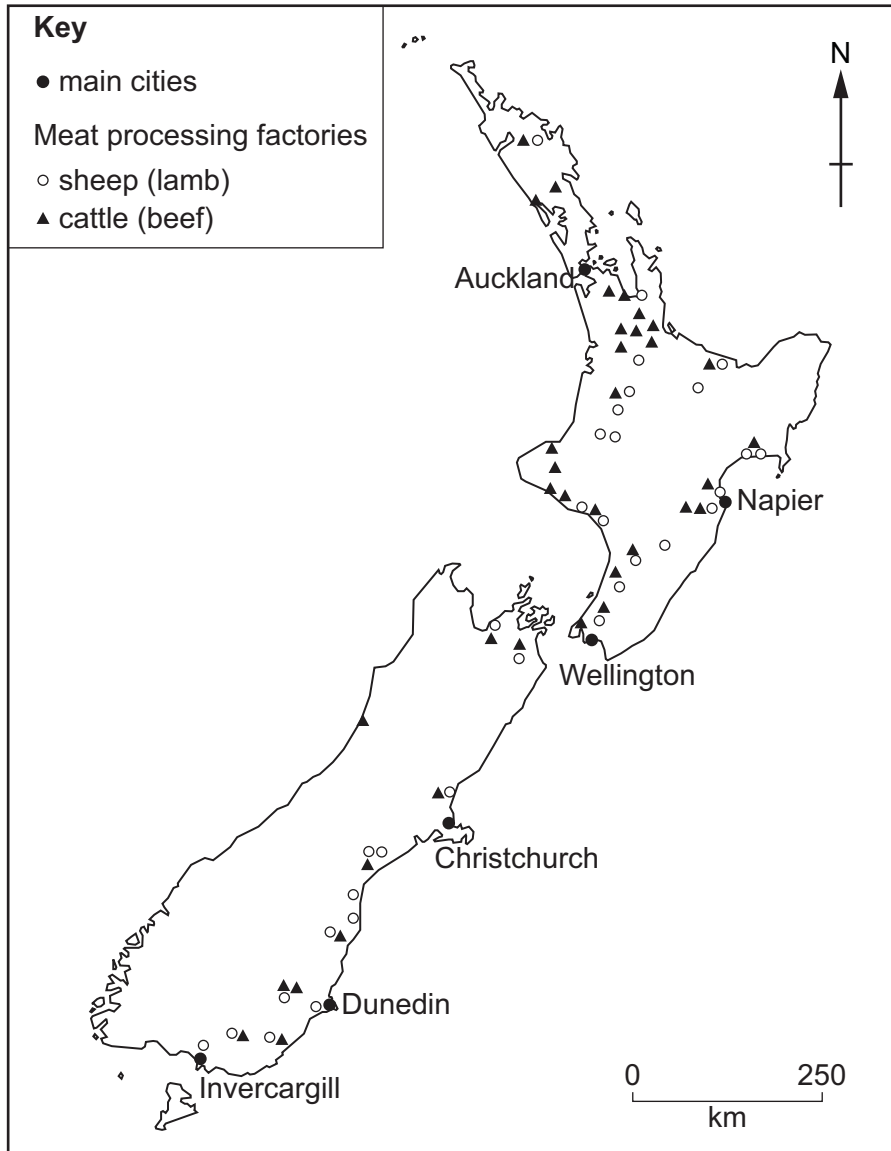 Key
main cities
Meat processing factories
sheep (lamb)
cattle (beef)
N
Auckland
Napier
Wellington
Christchurch
Dunedin
Invercargill
0 250
km